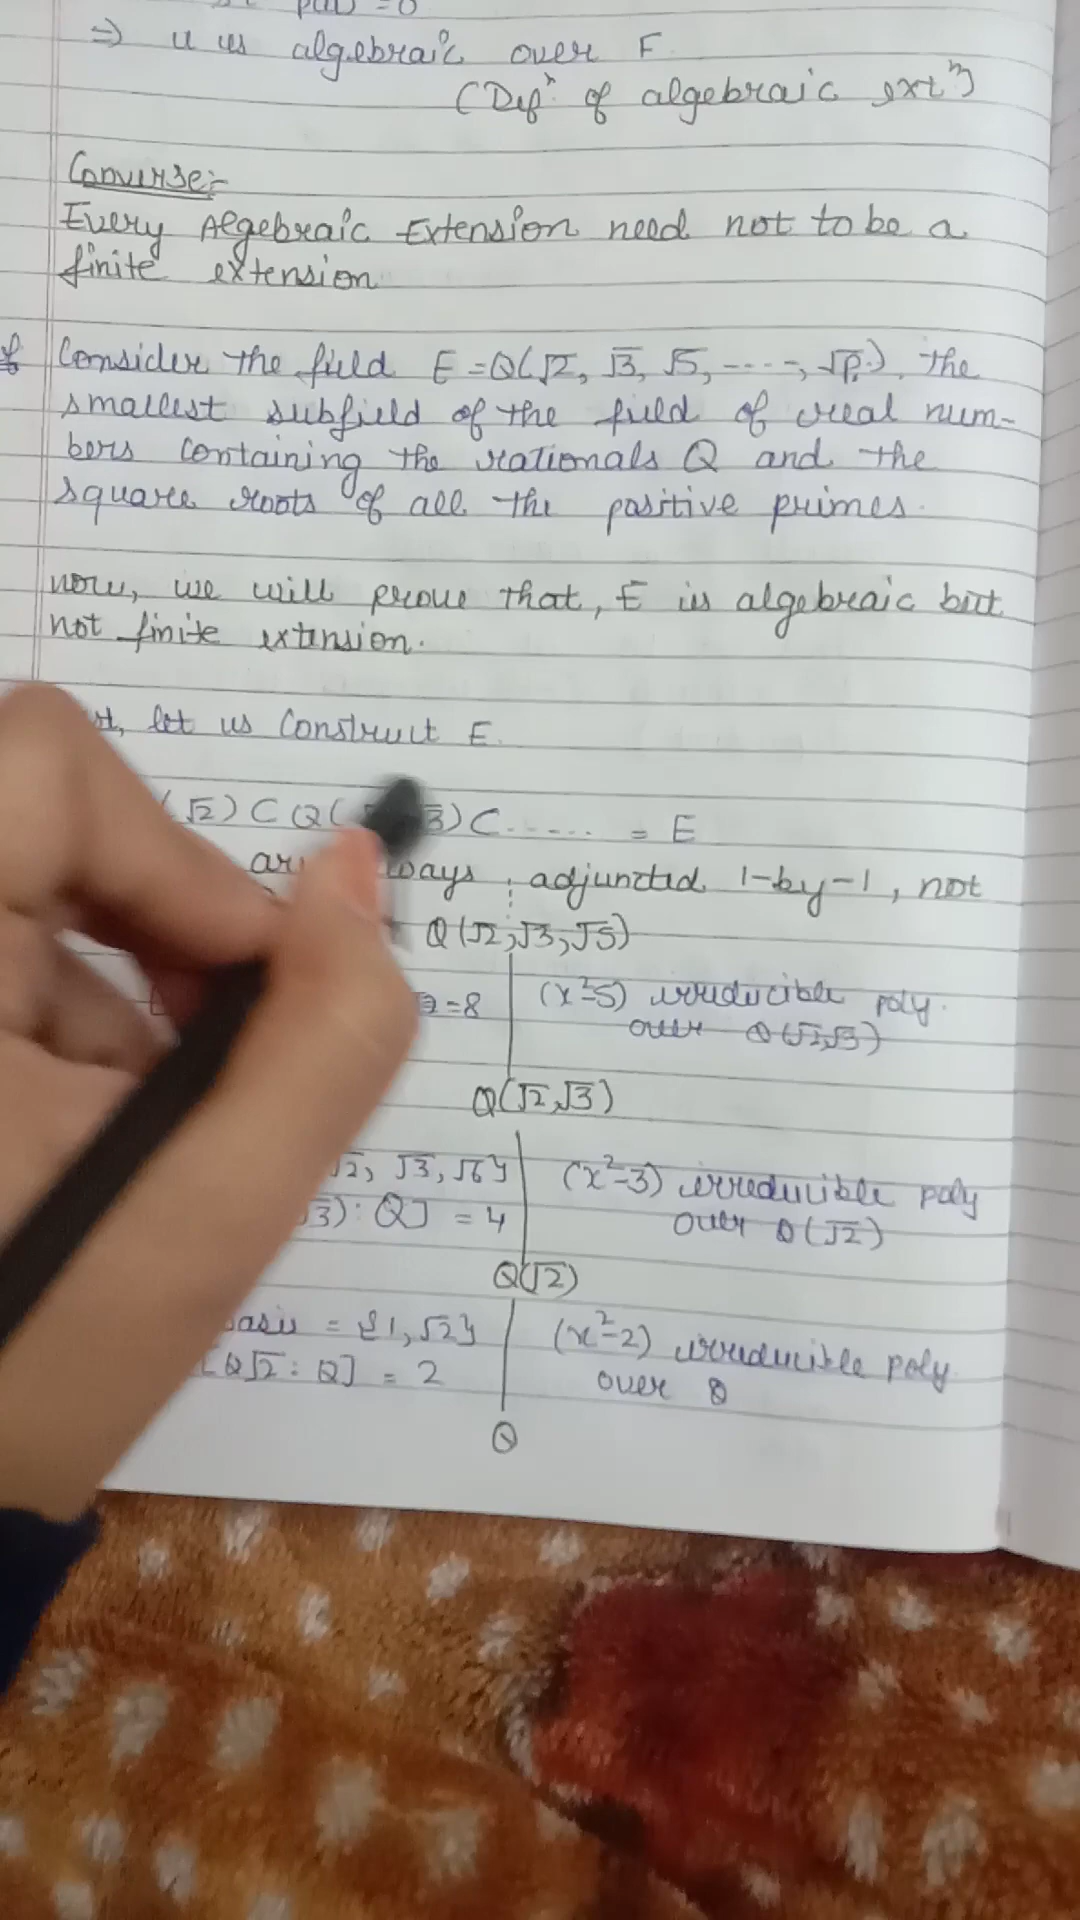 p(u) = 0
⇒ u is algebraic over F.
(Defⁿ of algebraic extⁿ)
Converse:-
Every Algebraic Extension need not to be a
finite extension
Consider the field E = Q(√2, √3, √5, ----, √pᵢ). The
smallest subfield of the field of real num-
bers containing the rationals Q and the
square roots of all the positive primes.
now, we will prove that, E is algebraic but
not finite extension.
let us Construct E.
√2) ⊂ Q( 3) ⊂ ..... = E
adjuncted 1-by-1, not
Q(√2, √3, √5)
= 8 (x²-5) irreducible poly.
over Q(√2,√3)
Q(√2,√3)
√2, √3, √6} (x²-3) irreducible poly
√3) : Q] = 4 over Q(√2)
Q(√2)
= {1, √2} (x²-2) irreducible poly.
[Q√2 : Q] = 2 over Q
Q